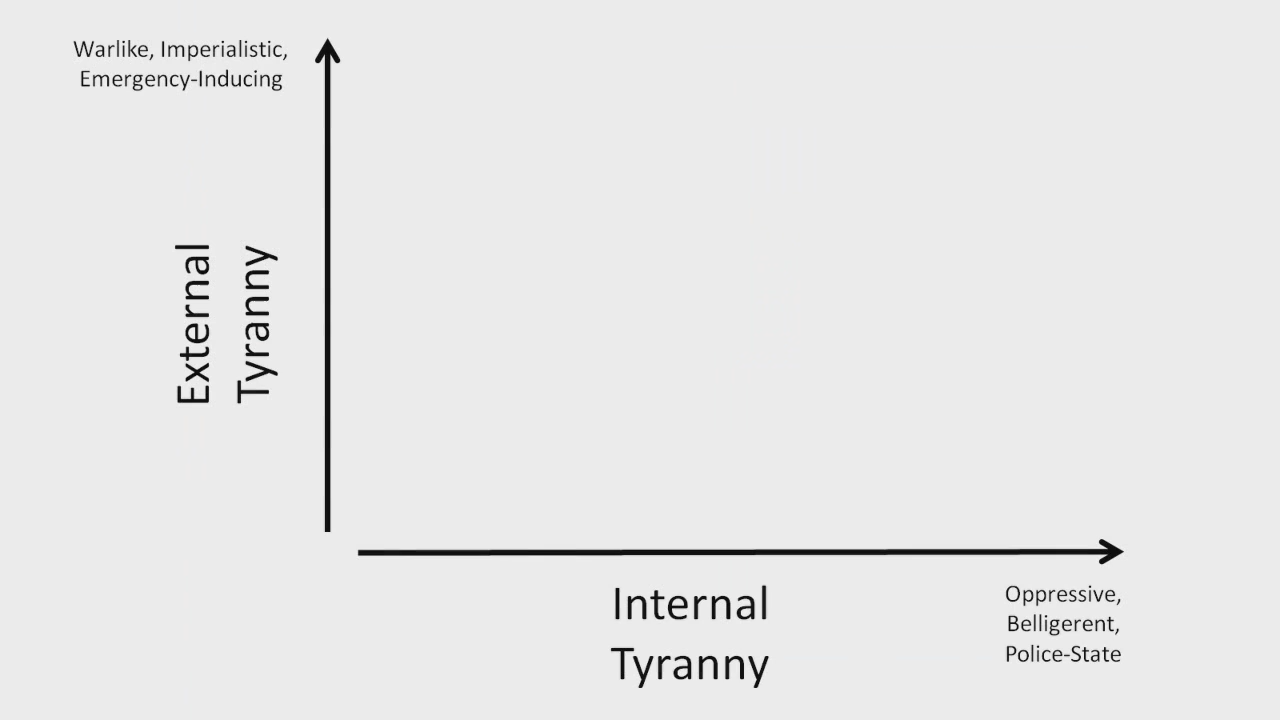 Warlike, Imperialistic,
Emergency-Inducing
External
Tyranny
Internal
Tyranny
Oppressive,
Belligerent,
Police-State